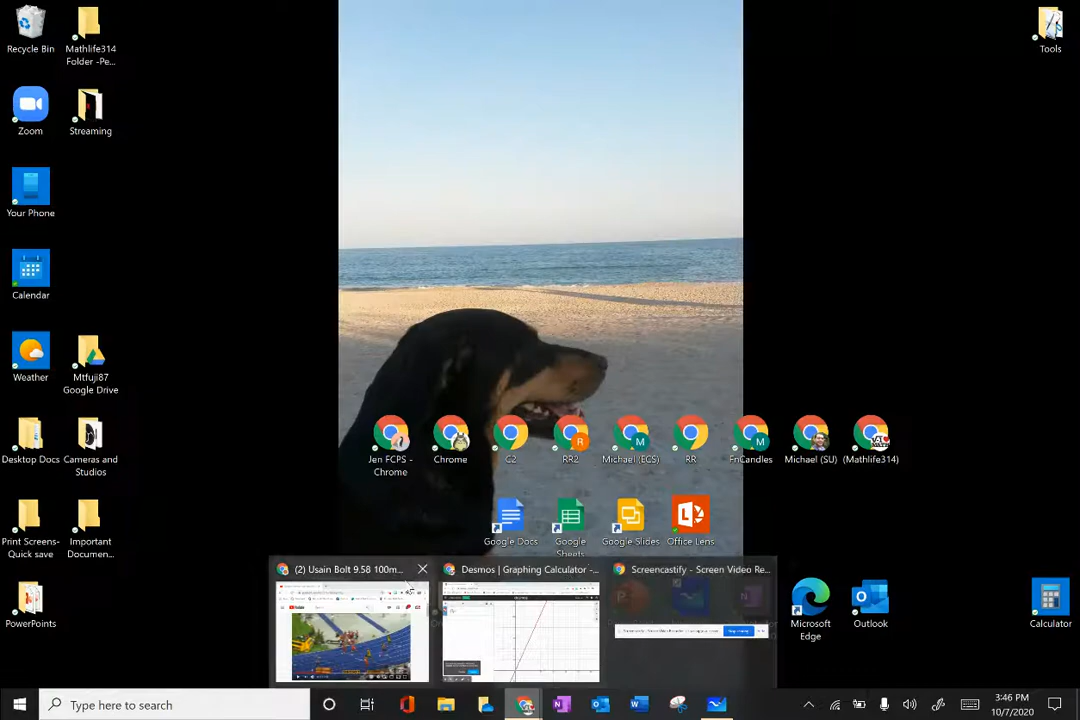 Recycle Bin
Mathlife314
Folder -Pe...
Tools
Zoom
Streaming
Your Phone
Calendar
Weather
Mtfuji87
Google Drive
Desktop Docs
Cameras and
Studios
Jen FCPS -
Chrome
Chrome
C2
RR2
Michael (ECS)
RR
FnCandles
Michael (SU)
(Mathlife314)
Print Screens-
Quick save
Important
Documen...
Google Docs
Google
Sheets
Google Slides
Office Lens
(2) Usain Bolt 9.58 100m...
Desmos | Graphing Calculator -...
Screencastify - Screen Video Re...
PowerPoints
Microsoft
Edge
Outlook
Calculator
Type here to search
3:46 PM
10/7/2020